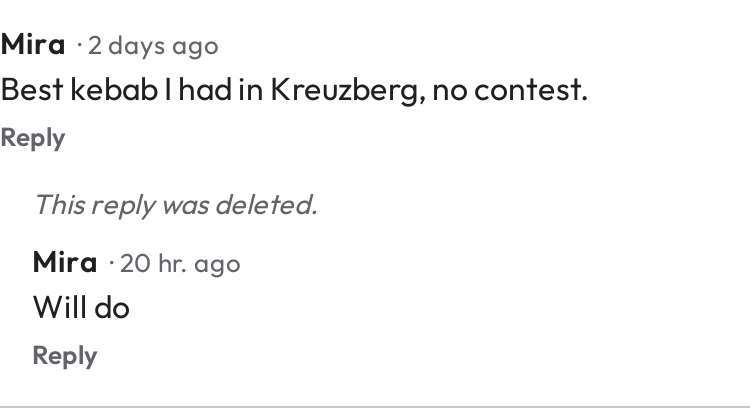 Mira · 2 days ago
Best kebab I had in Kreuzberg, no contest.
Reply
This reply was deleted.
Mira · 20 hr. ago
Will do
Reply